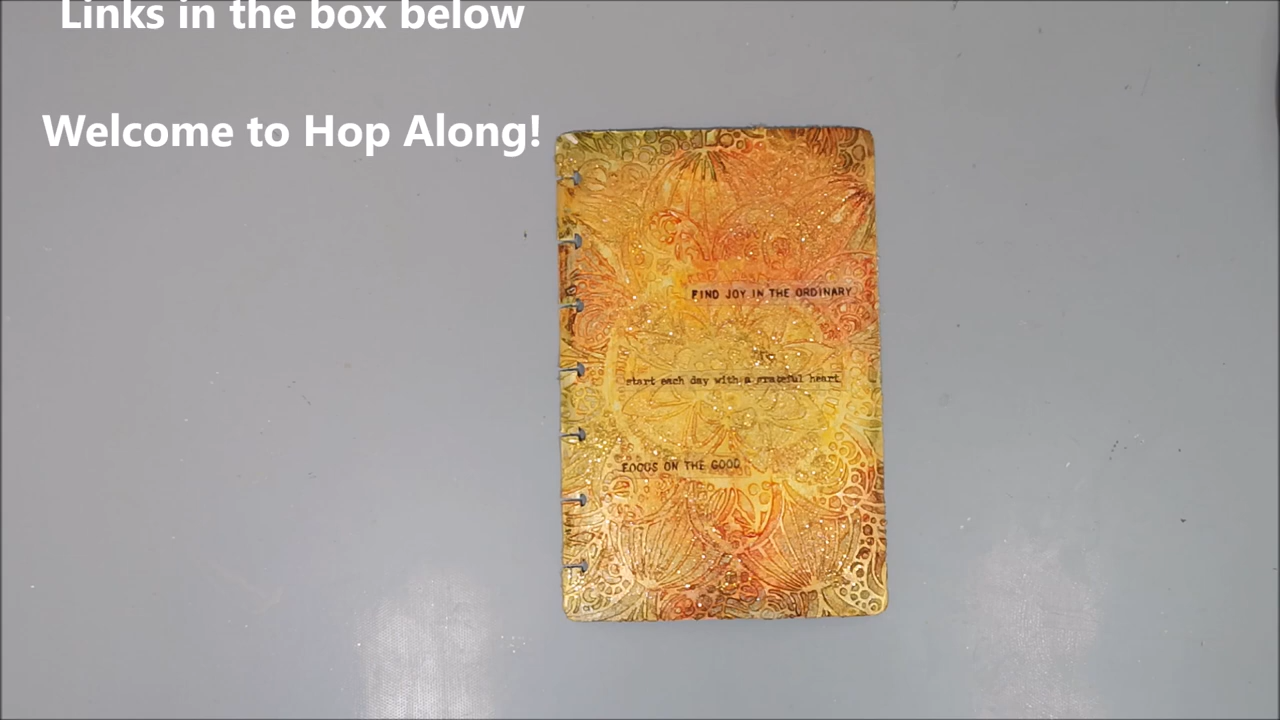 Links in the box below
Welcome to Hop Along!
FIND JOY IN THE ORDINARY
start each day with a grateful heart
FOCUS ON THE GOOD